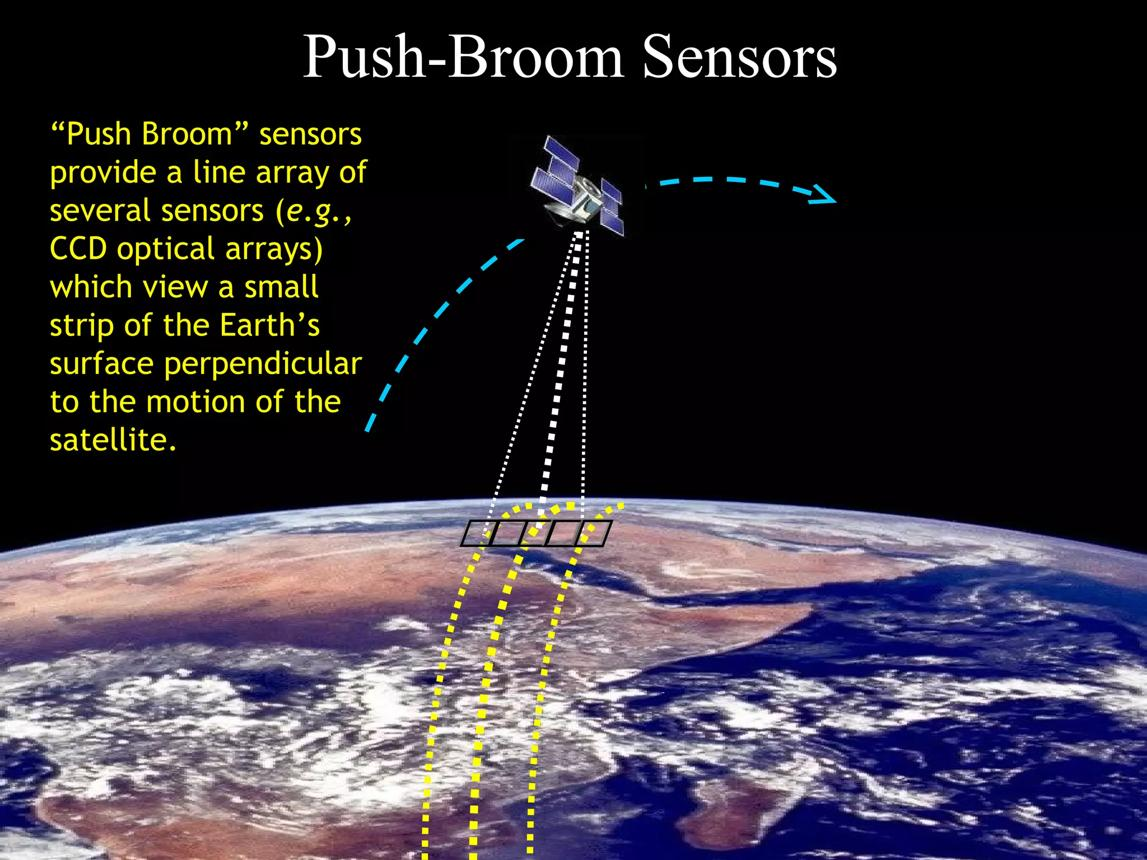 Push-Broom Sensors
“Push Broom” sensors
provide a line array of
several sensors (e.g.,
CCD optical arrays)
which view a small
strip of the Earth’s
surface perpendicular
to the motion of the
satellite.